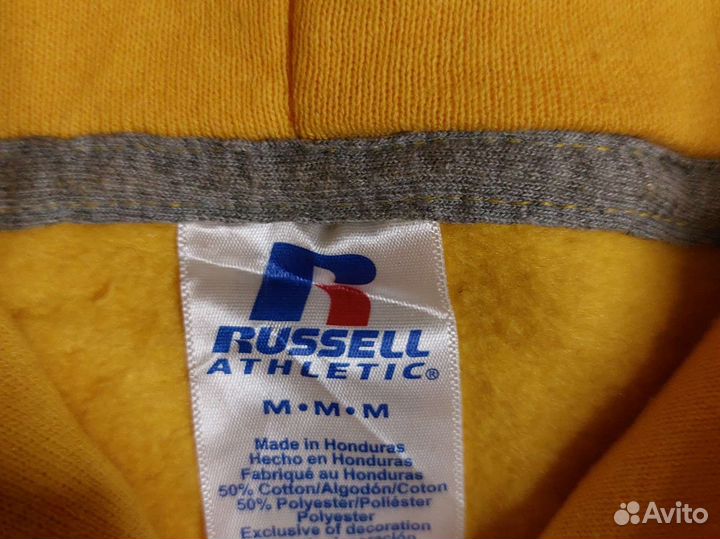 RUSSELL
ATHLETIC®
M•M•M
Made in Honduras
Hecho en Honduras
Fabriqué au Honduras
50% Cotton/Algodón/Coton
50% Polyester/Poliéster
Polyester
Exclusive of decoration
Avito